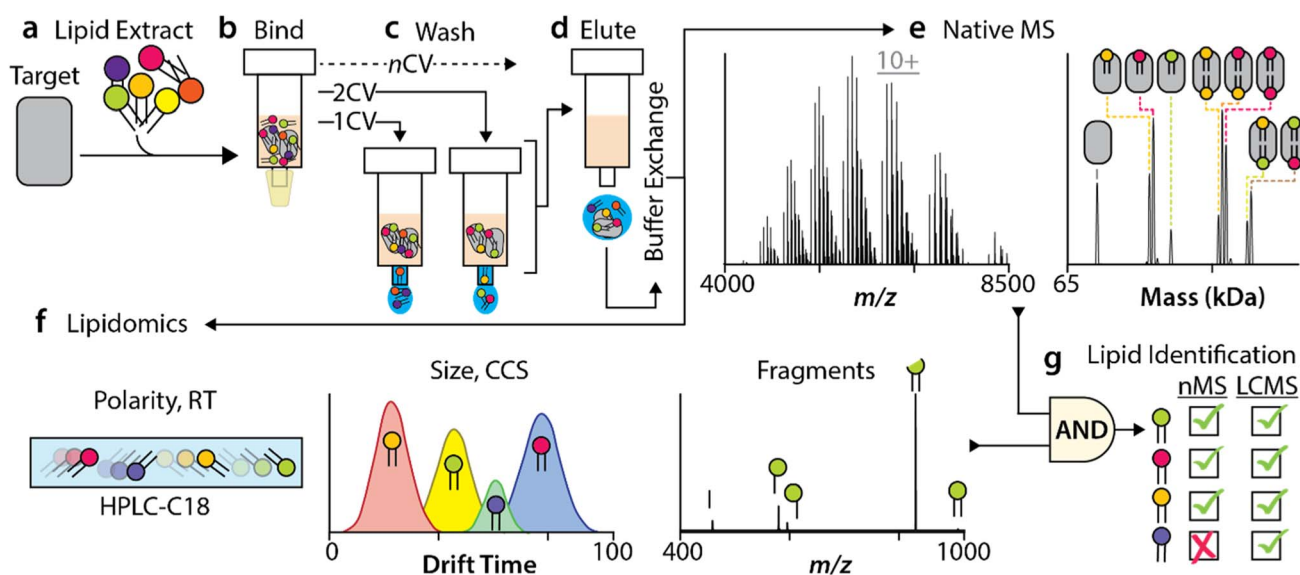 a Lipid Extract
Target
b Bind
c Wash
nCV
2CV
1CV
d Elute
Buffer Exchange
e Native MS
10+
4000
8500
m/z
65
Mass (kDa)
f Lipidomics
Polarity, RT
HPLC-C18
Size, CCS
0
100
Drift Time
Fragments
400
1000
m/z
g Lipid Identification
nMS LCMS
AND